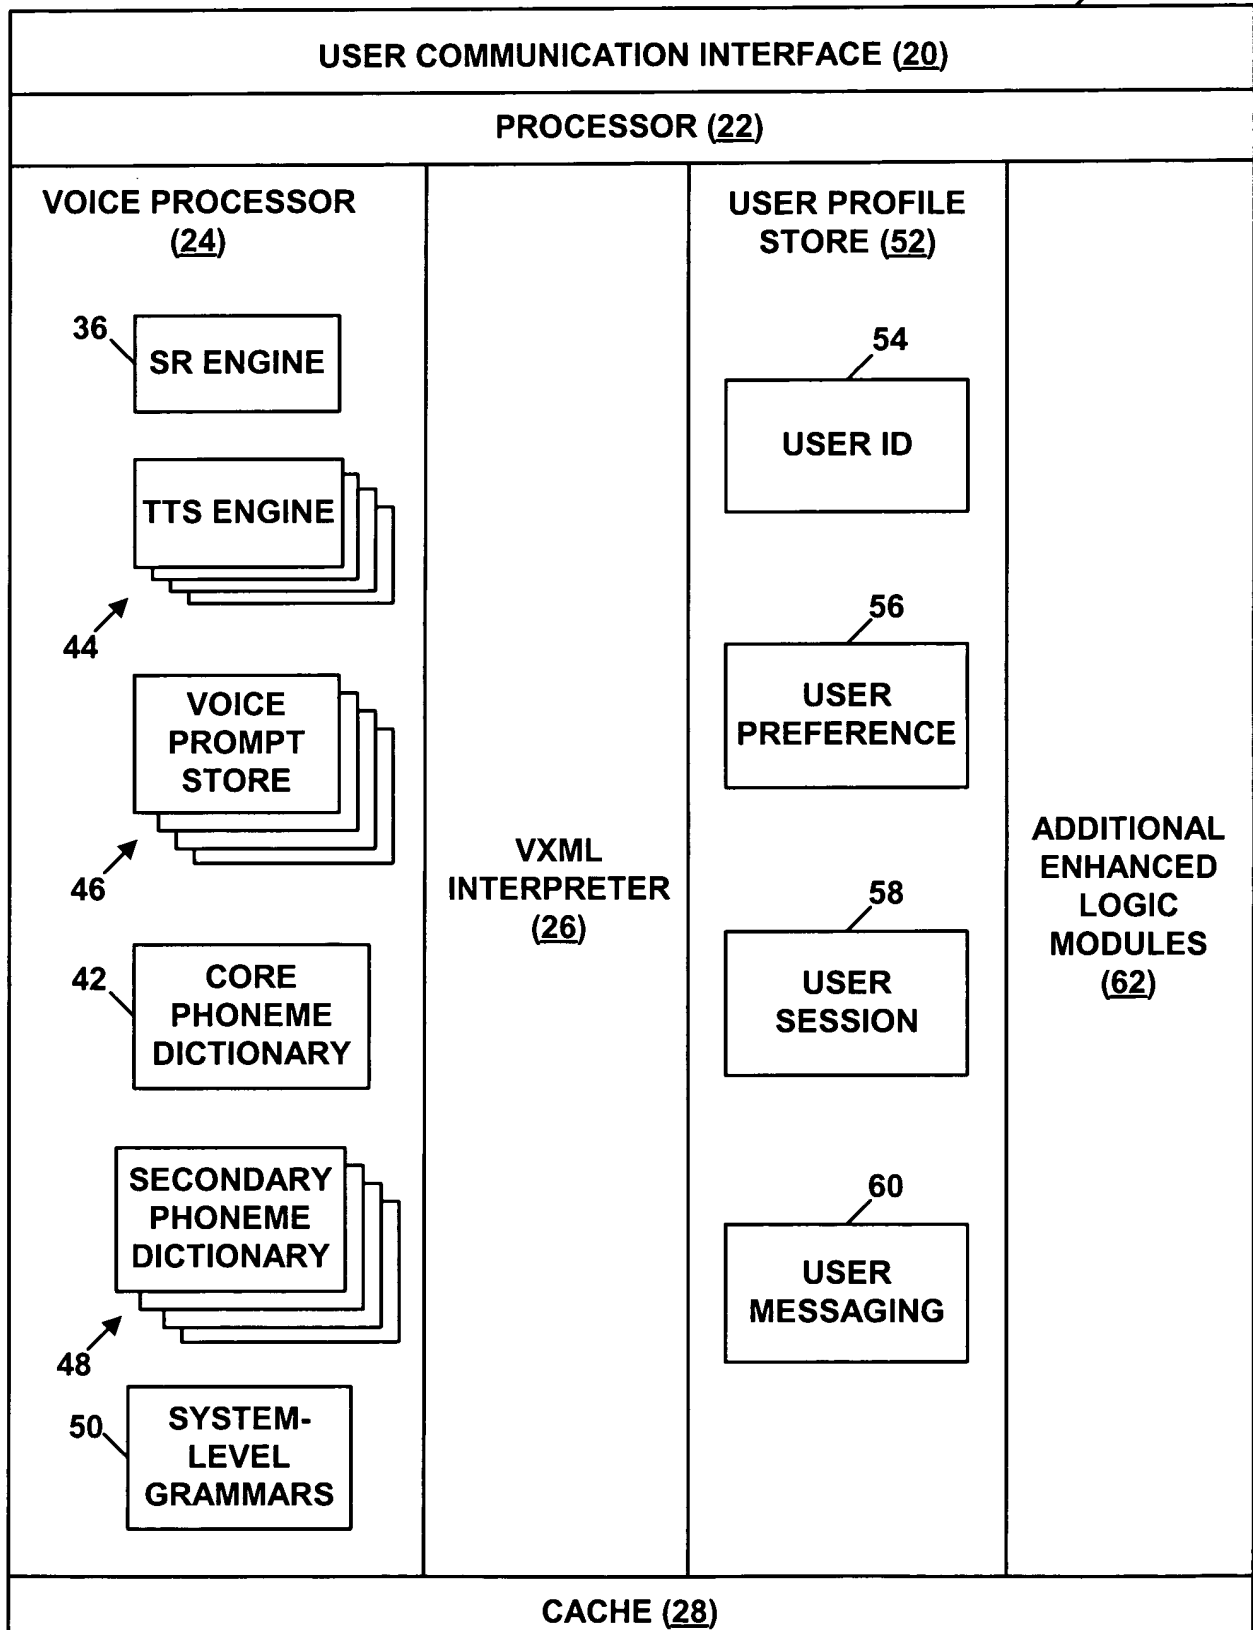 USER COMMUNICATION INTERFACE (20)
PROCESSOR (22)
VOICE PROCESSOR
(24)
36
SR ENGINE
TTS ENGINE
44
VOICE
PROMPT
STORE
46
42
CORE
PHONEME
DICTIONARY
SECONDARY
PHONEME
DICTIONARY
48
50
SYSTEM-
LEVEL
GRAMMARS
VXML
INTERPRETER
(26)
USER PROFILE
STORE (52)
54
USER ID
56
USER
PREFERENCE
58
USER
SESSION
60
USER
MESSAGING
ADDITIONAL
ENHANCED
LOGIC
MODULES
(62)
CACHE (28)